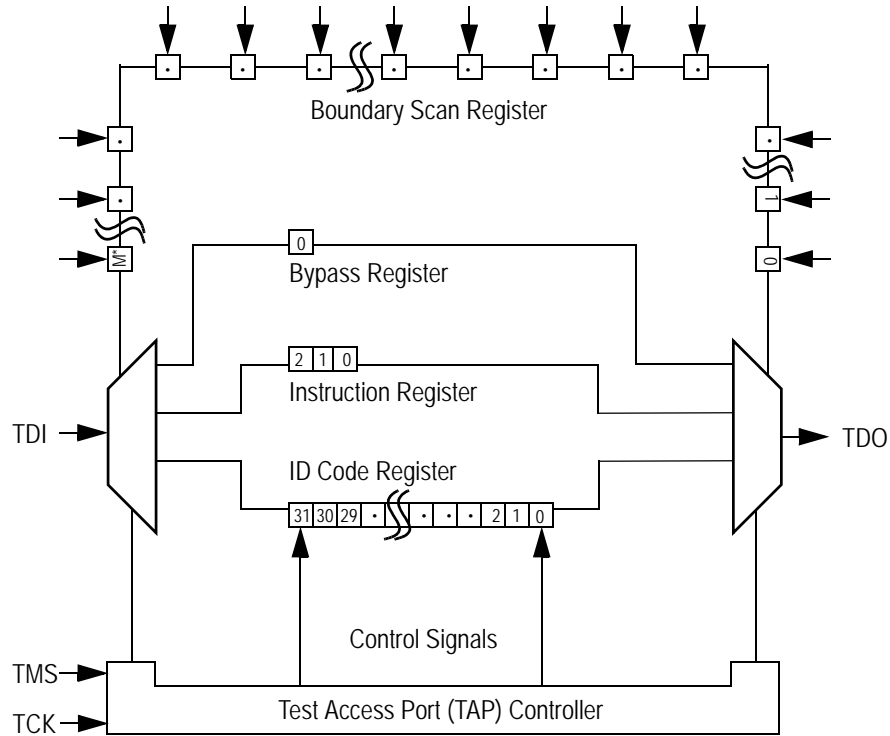 · · · · · · · ·
Boundary Scan Register
· ·
· 1
M* 0
0
Bypass Register
2 1 0
Instruction Register
TDI TDO
ID Code Register
31 30 29 · · · · 2 1 0
Control Signals
TMS
Test Access Port (TAP) Controller
TCK